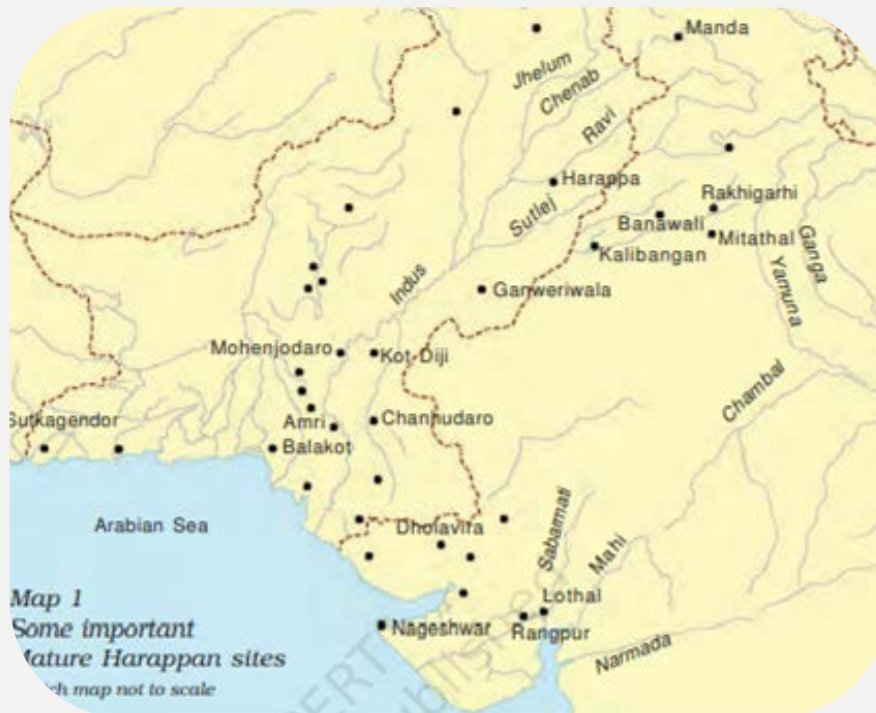 Manda
Jhelum
Chenab
Ravi
Harappa
Rakhigarhi
Sutlej
Banawali
Mitathal
Ganga
Kalibangan
Yamuna
Indus
Ganweriwala
Mohenjodaro
Kot Diji
Chambal
Sutkagendor
Amri
Chanhudaro
Balakot
Arabian Sea
Dholavira
Sabarmati
Mahi
Map 1
Lothal
Some important
Nageshwar
Rangpur
Mature Harappan sites
Narmada
ch map not to scale